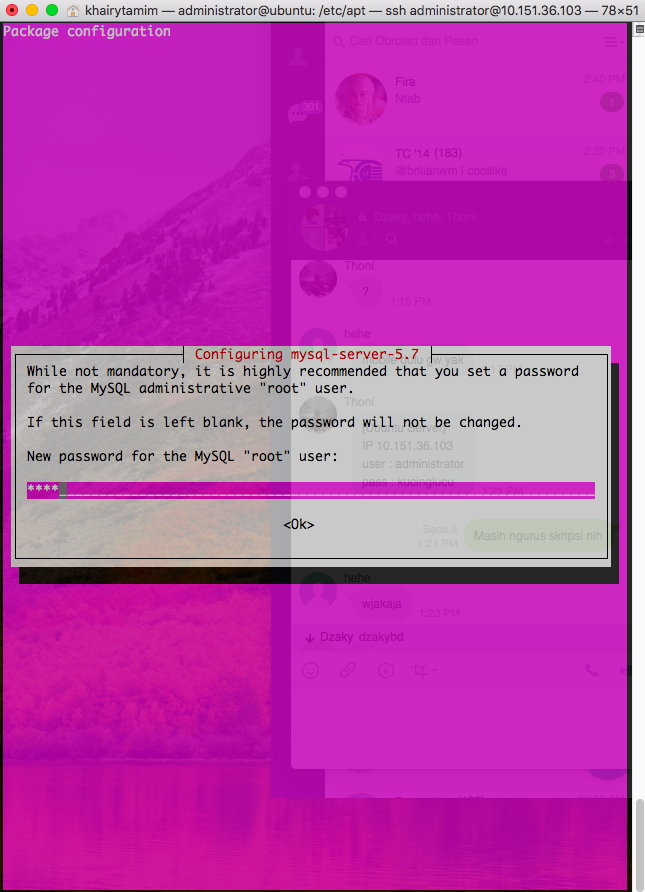 khairytamim — administrator@ubuntu: /etc/apt — ssh administrator@10.151.36.103 — 78×51
Package configuration
Cari Obrolan dan Pesan
Fira
2:40 PM
Ntab
1
301
TC '14 (183)
2:30 PM
3
Dzaky, hehe, Thoni
Thoni
?
1:15 PM
hehe
Configuring mysql-server-5.7
While not mandatory, it is highly recommended that you set a password
for the MySQL administrative "root" user.
Thoni
If this field is left blank, the password will not be changed.
[Ubuntu Server]
IP 10.151.36.103
New password for the MySQL "root" user:
user : administrator
pass : kucinglucu
1:21 PM
****
<Ok>
Baca 3
1:21 PM
Masih ngurus skripsi nih
hehe
wjakaja
1:23 PM
Dzaky dzakybd